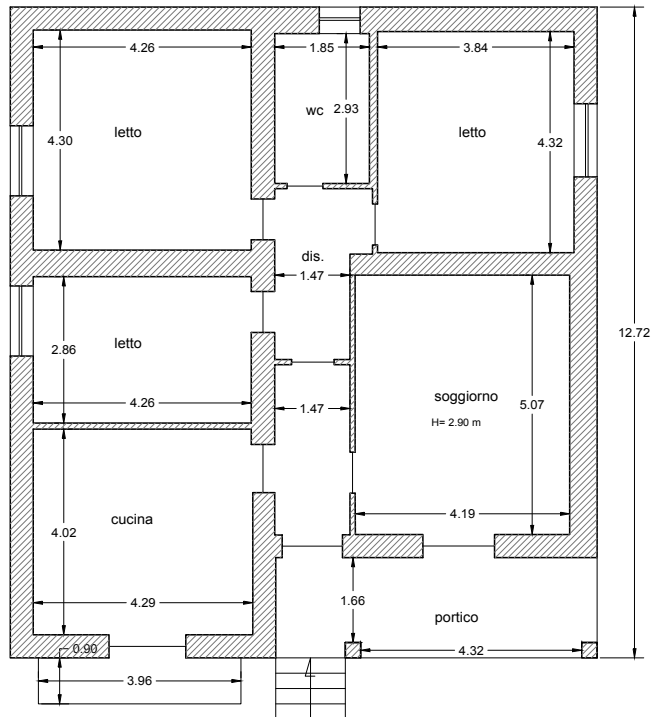 4.26
1.85
3.84
letto
wc
2.93
letto
4.30
4.32
dis.
1.47
12.72
2.86
letto
soggiorno
5.07
4.26
1.47
H= 2.90 m
cucina
4.02
4.19
4.29
1.66
portico
0.90
4.32
3.96